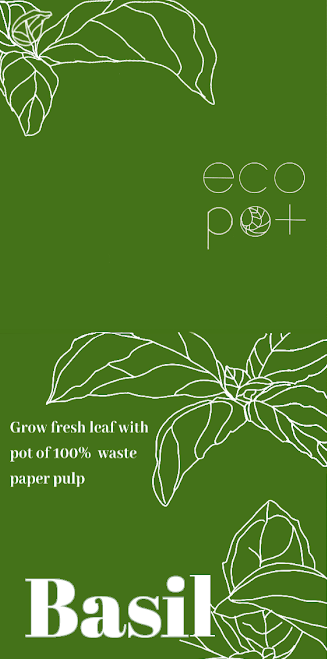 eco
pot
Grow fresh leaf with
pot of 100% waste
paper pulp
Basil